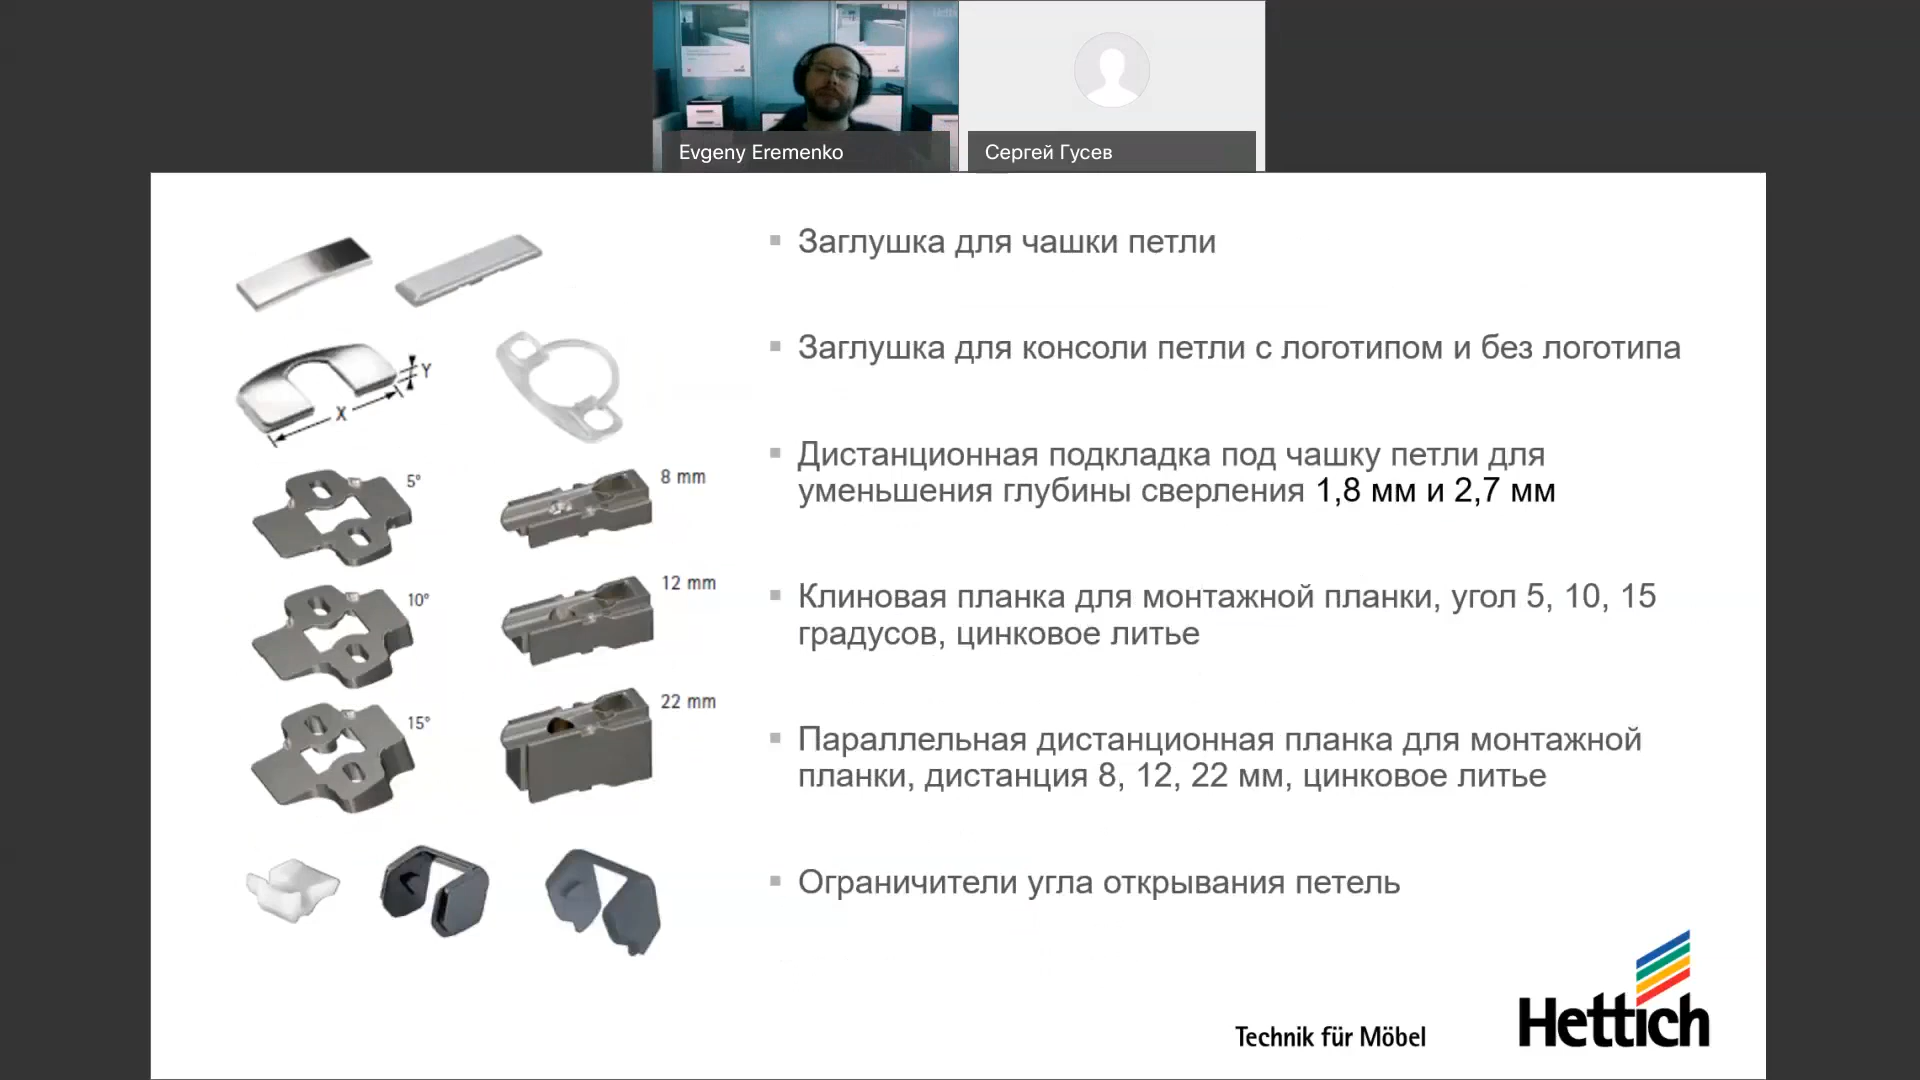 Evgeny Eremenko
Сергей Гусев
Заглушка для чашки петли
Заглушка для консоли петли с логотипом и без логотипа
Y
X
Дистанционная подкладка под чашку петли для
уменьшения глубины сверления 1,8 мм и 2,7 мм
5°
8 mm
10°
12 mm
Клиновая планка для монтажной планки, угол 5, 10, 15
градусов, цинковое литье
15°
22 mm
Параллельная дистанционная планка для монтажной
планки, дистанция 8, 12, 22 мм, цинковое литье
Ограничители угла открывания петель
Technik für Möbel
Hettich